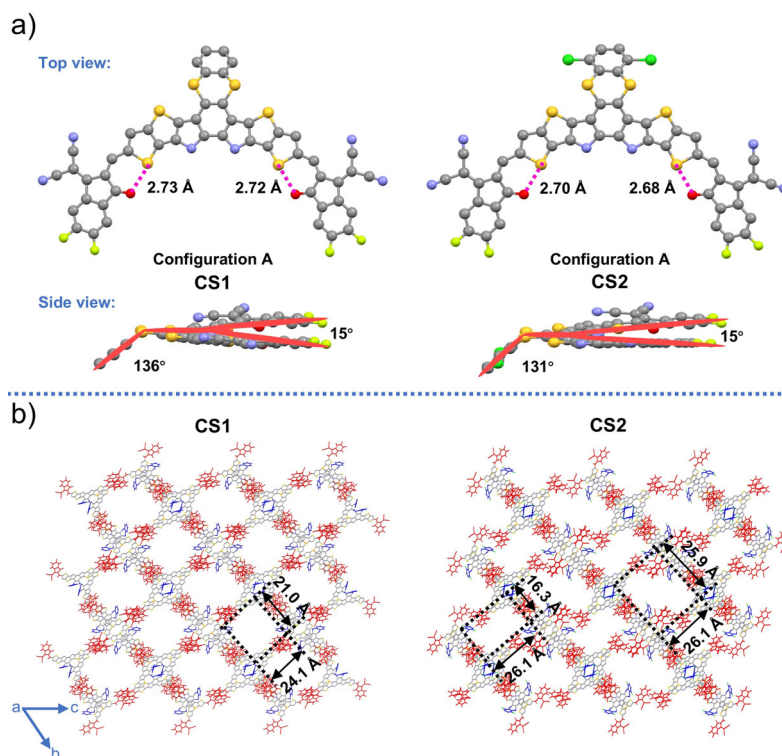 a)
Top view:
2.73 Å
2.72 Å
2.70 Å
2.68 Å
Configuration A
Configuration A
CS1
CS2
Side view:
15°
15°
136°
131°
b)
CS1
CS2
21.0 Å
24.1 Å
16.3 Å
26.1 Å
25.9 Å
26.1 Å
a
c
b